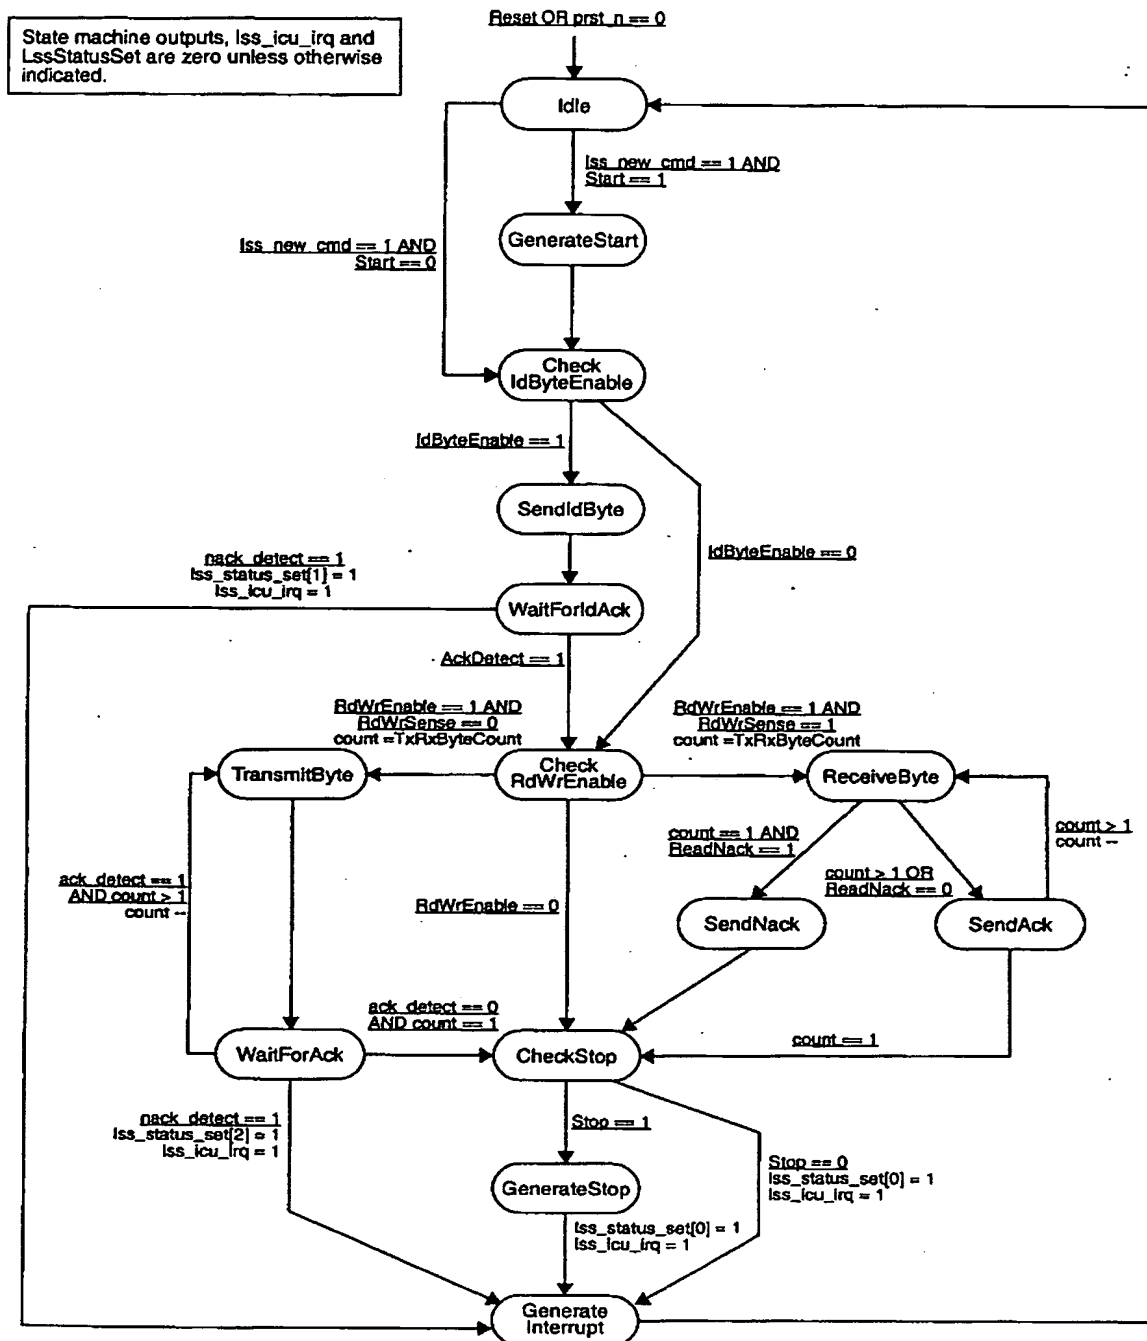 Reset OR prst_n == 0
State machine outputs, lss_icu_irq and
LssStatusSet are zero unless otherwise
indicated.
Idle
lss_new_cmd == 1 AND
Start == 1
GenerateStart
lss_new_cmd == 1 AND
Start == 0
Check
IdByteEnable
IdByteEnable == 1
SendIdByte
IdByteEnable == 0
nack_detect == 1
lss_status_set[1] = 1
lss_icu_irq = 1
WaitForIdAck
AckDetect == 1
RdWrEnable == 1 AND
RdWrSense == 0
count =TxRxByteCount
RdWrEnable == 1 AND
RdWrSense == 1
count =TxRxByteCount
TransmitByte
Check
RdWrEnable
ReceiveByte
count == 1 AND
ReadNack == 1
count > 1
count --
count > 1 OR
ReadNack == 0
ack_detect == 1
AND count > 1
count --
RdWrEnable == 0
SendNack
SendAck
ack_detect == 0
AND count == 1
WaitForAck
CheckStop
count == 1
nack_detect == 1
lss_status_set[2] = 1
lss_icu_irq = 1
Stop == 1
Stop == 0
lss_status_set[0] = 1
lss_icu_irq = 1
GenerateStop
lss_status_set[0] = 1
lss_icu_irq = 1
Generate
Interrupt